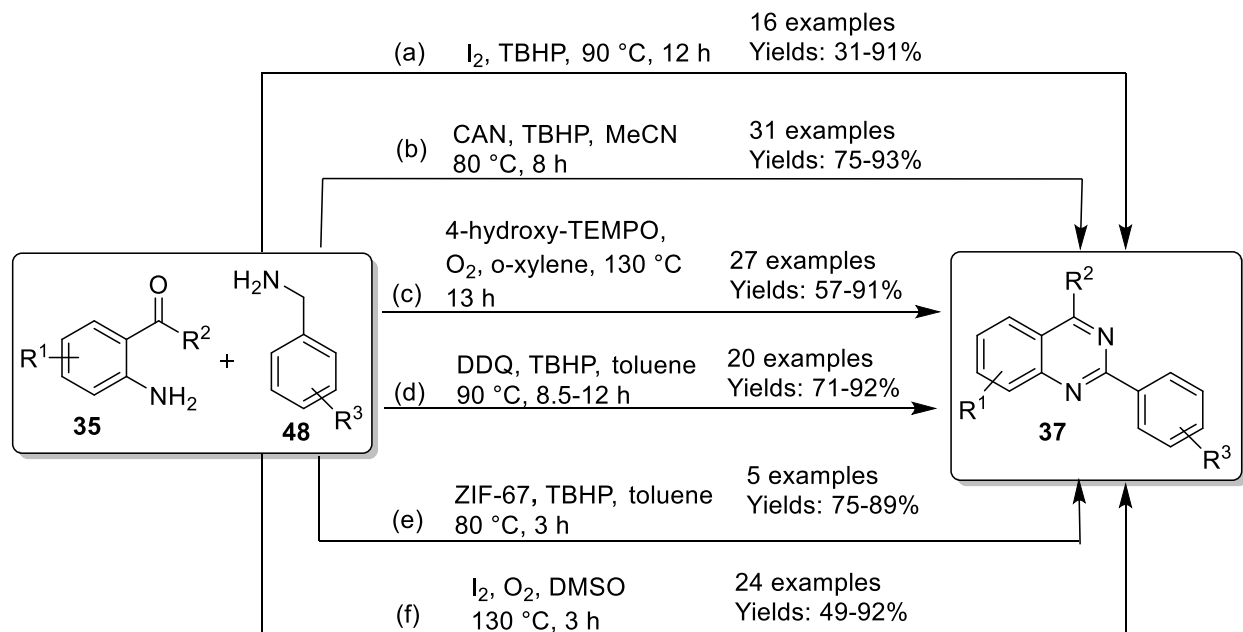 (a) I2, TBHP, 90 °C, 12 h
16 examples
Yields: 31-91%
(b) CAN, TBHP, MeCN
80 °C, 8 h
31 examples
Yields: 75-93%
(c) 4-hydroxy-TEMPO,
O2, o-xylene, 130 °C
13 h
27 examples
Yields: 57-91%
(d) DDQ, TBHP, toluene
90 °C, 8.5-12 h
20 examples
Yields: 71-92%
(e) ZIF-67, TBHP, toluene
80 °C, 3 h
5 examples
Yields: 75-89%
(f) I2, O2, DMSO
130 °C, 3 h
24 examples
Yields: 49-92%
O
R2
R1
NH2
35
+
H2N
R3
48
R2
N
N
R1
R3
37